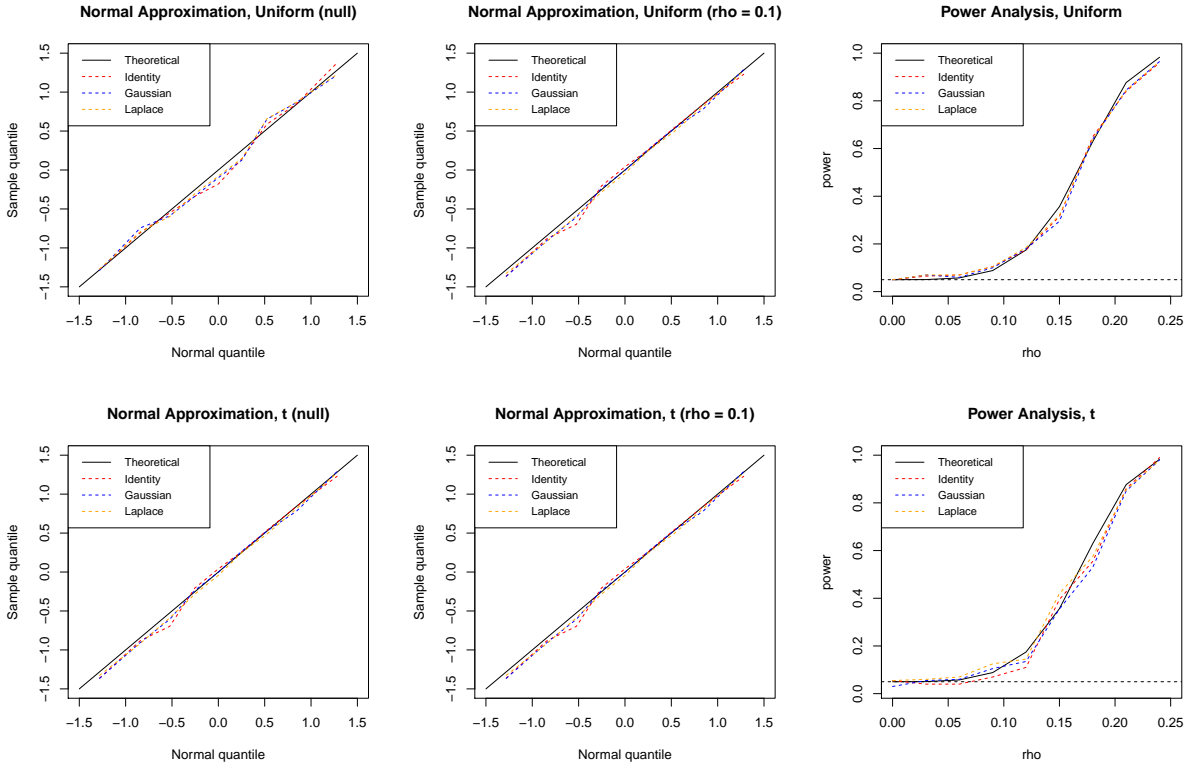 Normal Approximation, Uniform (null)
Theoretical
Identity
Gaussian
Laplace
Sample quantile
1.5
1.0
0.5
0.0
−0.5
−1.0
−1.5
−1.5 −1.0 −0.5 0.0 0.5 1.0 1.5
Normal quantile
Normal Approximation, Uniform (rho = 0.1)
Theoretical
Identity
Gaussian
Laplace
Sample quantile
1.5
1.0
0.5
0.0
−0.5
−1.0
−1.5
−1.5 −1.0 −0.5 0.0 0.5 1.0 1.5
Normal quantile
Power Analysis, Uniform
Theoretical
Identity
Gaussian
Laplace
power
1.0
0.8
0.6
0.4
0.2
0.0
0.00 0.05 0.10 0.15 0.20 0.25
rho
Normal Approximation, t (null)
Theoretical
Identity
Gaussian
Laplace
Sample quantile
1.5
1.0
0.5
0.0
−0.5
−1.0
−1.5
−1.5 −1.0 −0.5 0.0 0.5 1.0 1.5
Normal quantile
Normal Approximation, t (rho = 0.1)
Theoretical
Identity
Gaussian
Laplace
Sample quantile
1.5
1.0
0.5
0.0
−0.5
−1.0
−1.5
−1.5 −1.0 −0.5 0.0 0.5 1.0 1.5
Normal quantile
Power Analysis, t
Theoretical
Identity
Gaussian
Laplace
power
1.0
0.8
0.6
0.4
0.2
0.0
0.00 0.05 0.10 0.15 0.20 0.25
rho